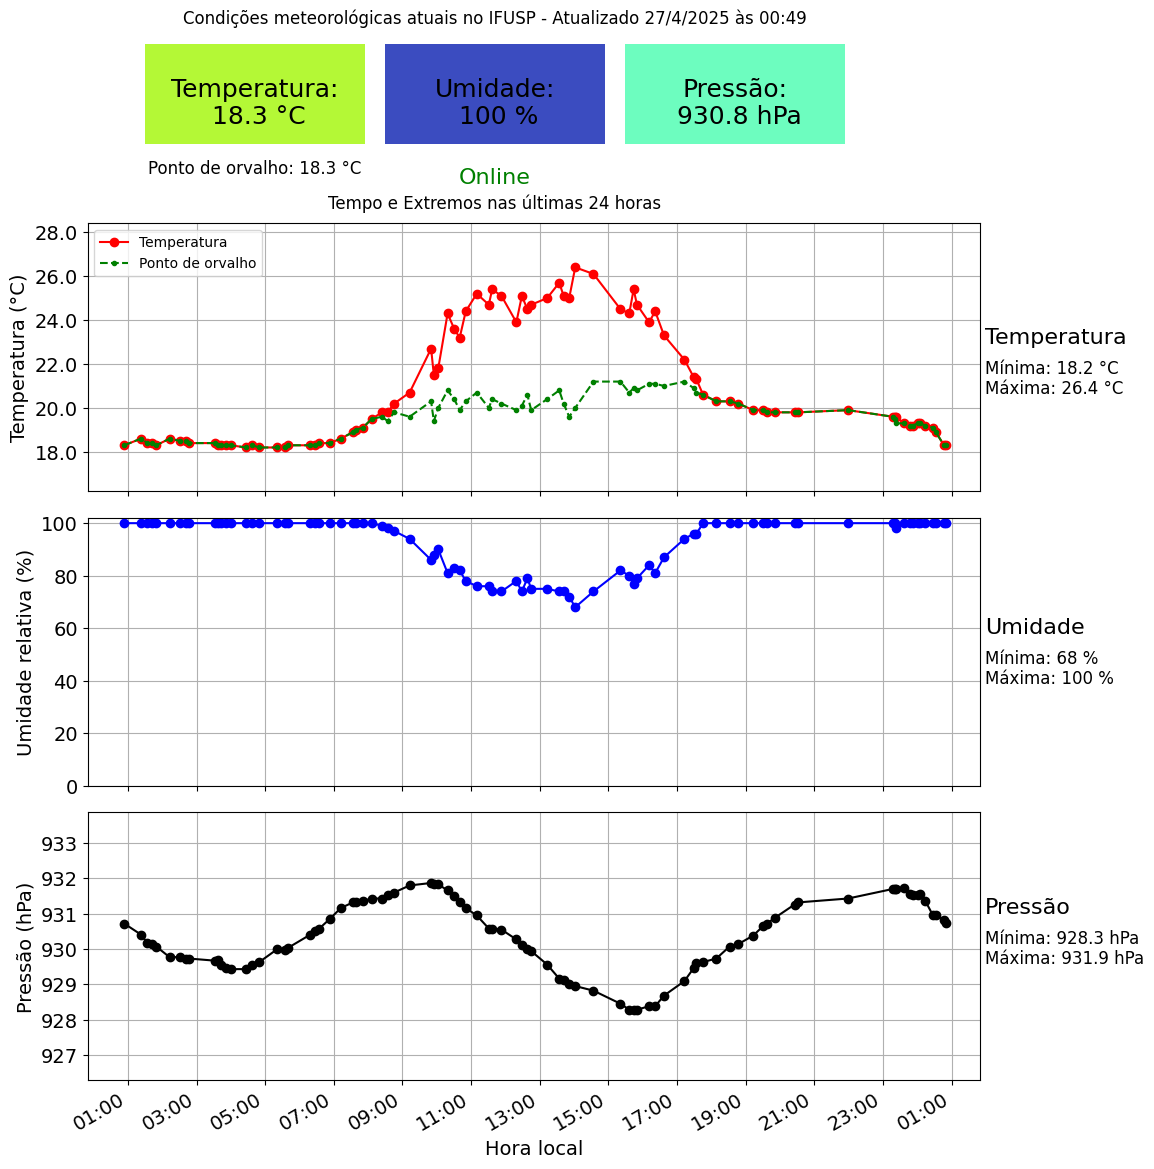 Condições meteorológicas atuais no IFUSP - Atualizado 27/4/2025 às 00:49
Temperatura:
18.3 °C
Umidade:
100 %
Pressão:
930.8 hPa
Ponto de orvalho: 18.3 °C
Online
Tempo e Extremos nas últimas 24 horas
Temperatura (°C)
28.0
26.0
24.0
22.0
20.0
18.0
Temperatura
Ponto de orvalho
Temperatura
Mínima: 18.2 °C
Máxima: 26.4 °C
Umidade relativa (%)
100
80
60
40
20
0
Umidade
Mínima: 68 %
Máxima: 100 %
Pressão (hPa)
933
932
931
930
929
928
927
Pressão
Mínima: 928.3 hPa
Máxima: 931.9 hPa
01:00 03:00 05:00 07:00 09:00 11:00 13:00 15:00 17:00 19:00 21:00 23:00 01:00
Hora local